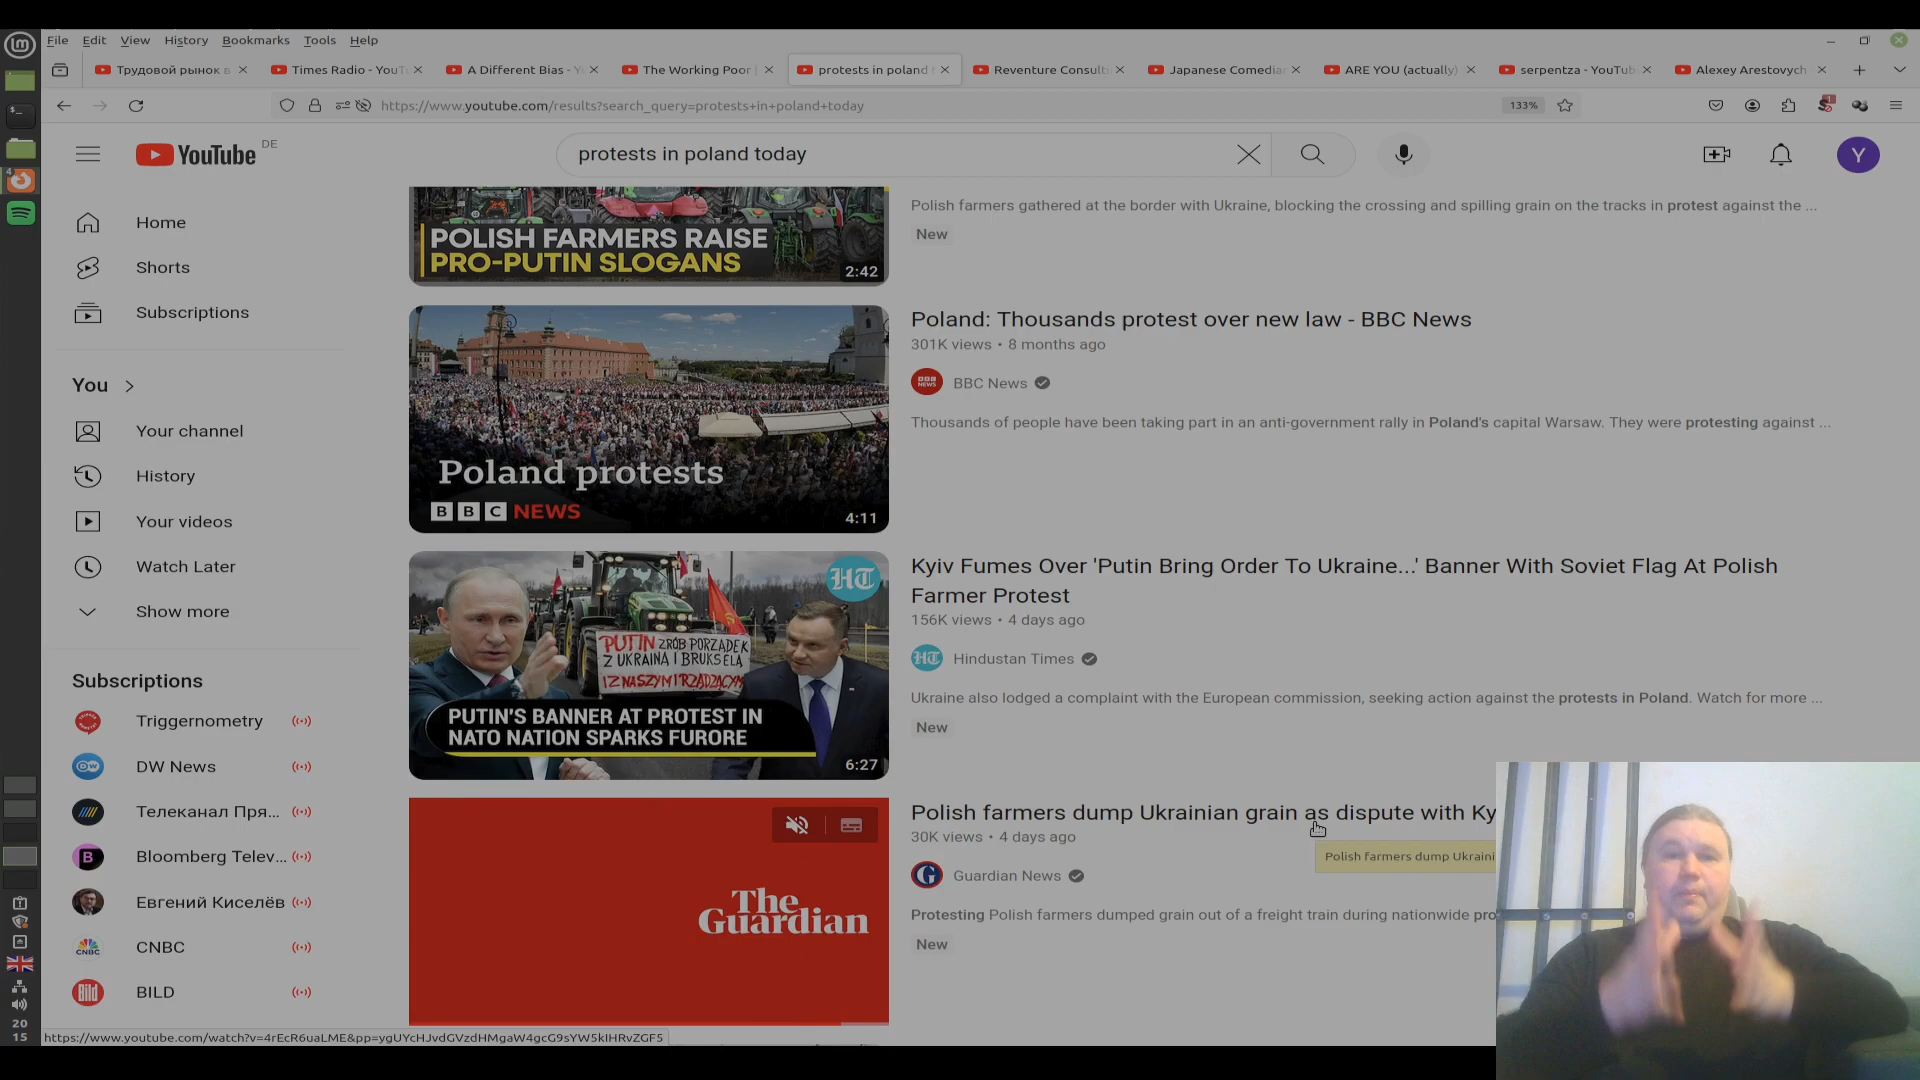 File Edit View History Bookmarks Tools Help
Трудовой рынок в
Times Radio - YouT
A Different Bias - Y
The Working Poor |
protests in poland
Reventure Consulti
Japanese Comedia
ARE YOU (actually)
serpentza - YouTub
Alexey Arestovych
https://www.youtube.com/results?search_query=protests+in+poland+today
133%
1
YouTube DE
protests in poland today
Y
4
Home
Shorts
Subscriptions
You
Your channel
History
Your videos
Watch Later
Show more
Subscriptions
Triggernometry
DW News
Телеканал Пря...
Bloomberg Telev...
Евгений Киселёв
CNBC
BILD
POLISH FARMERS RAISE
PRO-PUTIN SLOGANS
2:42
Polish farmers gathered at the border with Ukraine, blocking the crossing and spilling grain on the tracks in protest against the ...
New
Poland protests
BBC NEWS
4:11
Poland: Thousands protest over new law - BBC News
301K views • 8 months ago
BBC News
Thousands of people have been taking part in an anti-government rally in Poland's capital Warsaw. They were protesting against ...
HT
PUTIN ZRÓB PORZĄDEK
Z UKRAINĄ I BRUKSELĄ
I Z NASZYMI RZĄDZĄCYMI
PUTIN'S BANNER AT PROTEST IN
NATO NATION SPARKS FURORE
6:27
Kyiv Fumes Over 'Putin Bring Order To Ukraine...' Banner With Soviet Flag At Polish
Farmer Protest
156K views • 4 days ago
HT
Hindustan Times
Ukraine also lodged a complaint with the European commission, seeking action against the protests in Poland. Watch for more ...
New
The
Guardian
Polish farmers dump Ukrainian grain as dispute with Ky
30K views • 4 days ago
Polish farmers dump Ukraini
G
Guardian News
Protesting Polish farmers dumped grain out of a freight train during nationwide pro
New
20
15
https://www.youtube.com/watch?v=4rEcR6uaLME&pp=ygUYcHJvdGVzdHMgaW4gcG9sYW5kIHRvZGF5